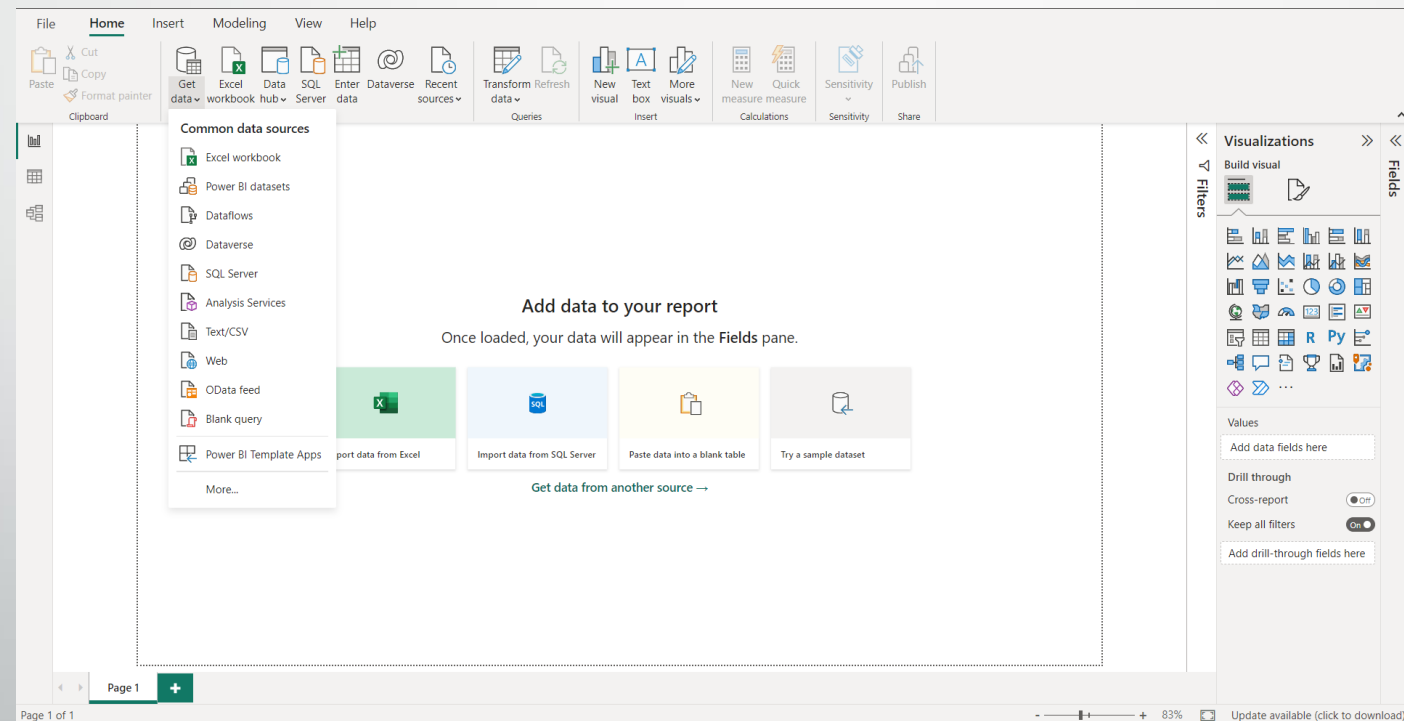 File Home Insert Modeling View Help
Paste
Cut
Copy
Format painter
Clipboard
Get data
Excel workbook
Data hub
SQL Server
Enter data
Dataverse
Recent sources
Transform data
Refresh
Queries
New visual
Text box
More visuals
Insert
New measure
Quick measure
Calculations
Sensitivity
Sensitivity
Publish
Share
Common data sources
Excel workbook
Power BI datasets
Dataflows
Dataverse
SQL Server
Analysis Services
Text/CSV
Web
OData feed
Blank query
Power BI Template Apps
More...
Add data to your report
Once loaded, your data will appear in the Fields pane.
port data from Excel
SQL
Import data from SQL Server
Paste data into a blank table
Try a sample dataset
Get data from another source →
Filters
Visualizations
Build visual
123
R Py
Values
Add data fields here
Drill through
Cross-report Off
Keep all filters On
Add drill-through fields here
Fields
Page 1
Page 1 of 1
- + 83%
Update available (click to download)